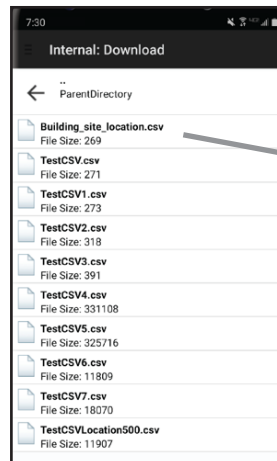 7:30
Internal: Download
..
ParentDirectory
Building_site_location.csv
File Size: 269
TestCSV.csv
File Size: 271
TestCSV1.csv
File Size: 273
TestCSV2.csv
File Size: 318
TestCSV3.csv
File Size: 391
TestCSV4.csv
File Size: 331108
TestCSV5.csv
File Size: 325716
TestCSV6.csv
File Size: 11809
TestCSV7.csv
File Size: 18070
TestCSVLocation500.csv
File Size: 11907